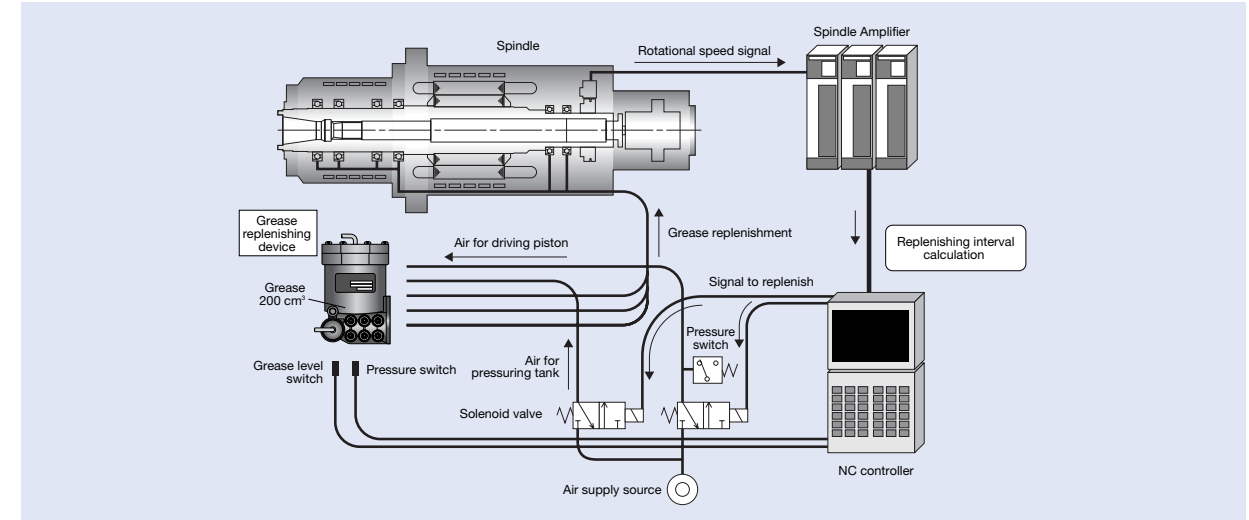 Spindle
Rotational speed signal
Spindle Amplifier
Grease
replenishing
device
Air for driving piston
Grease replenishment
Replenishing interval
calculation
Grease
200 cm³
Signal to replenish
Pressure
switch
Grease level
switch
Pressure switch
Air for
pressuring tank
Solenoid valve
NC controller
Air supply source